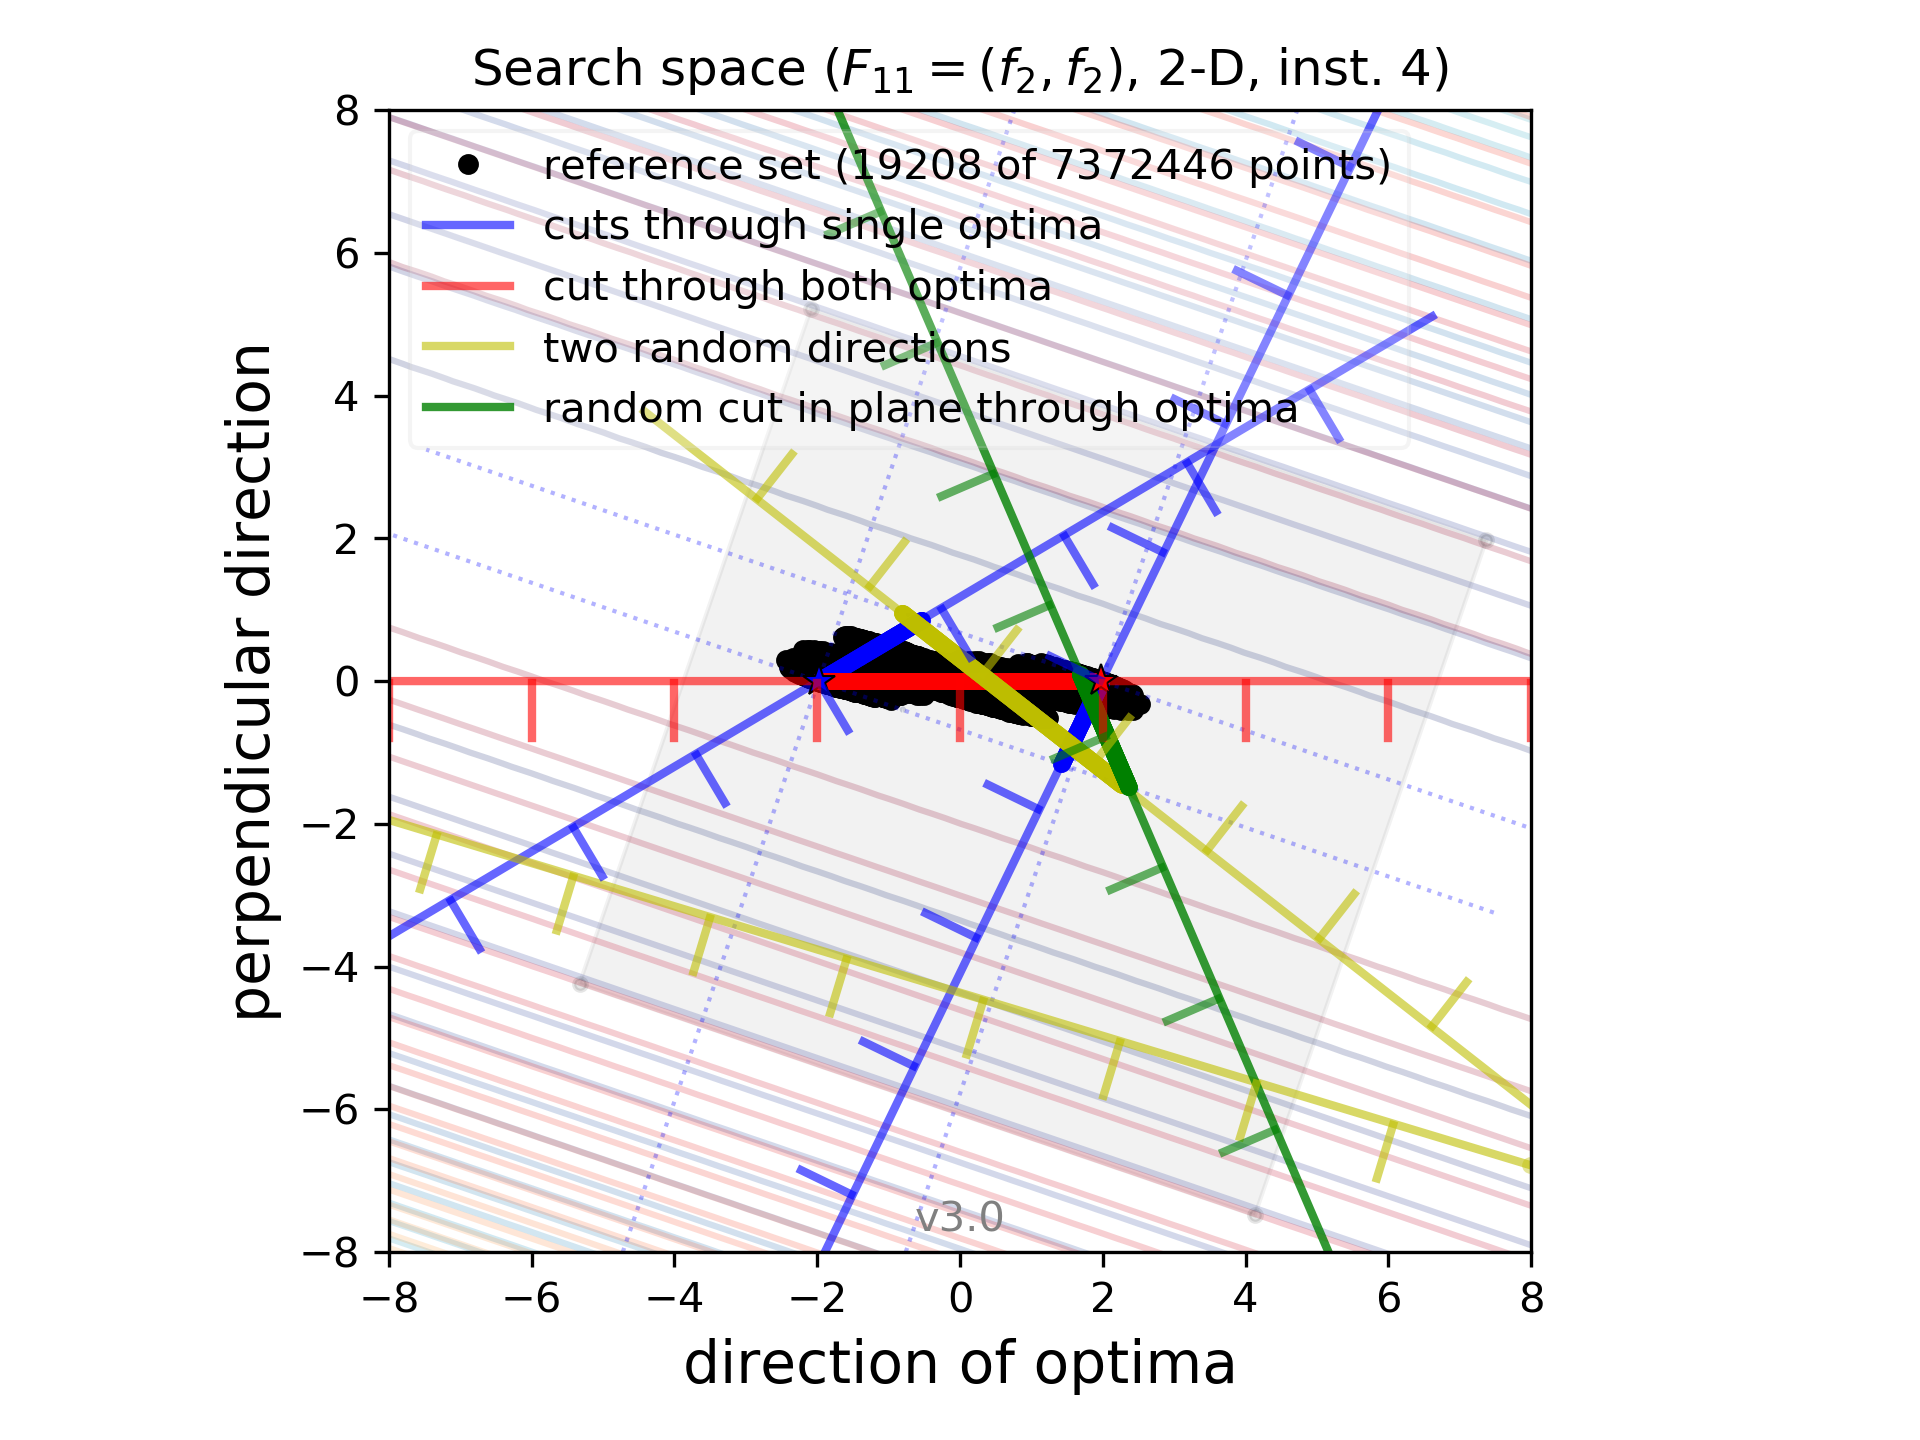 Search space (F₁₁ = (f₂, f₂), 2-D, inst. 4)
reference set (19208 of 7372446 points)
cuts through single optima
cut through both optima
two random directions
random cut in plane through optima
8
6
4
2
0
−2
−4
−6
−8
perpendicular direction
v3.0
−8 −6 −4 −2 0 2 4 6 8
direction of optima